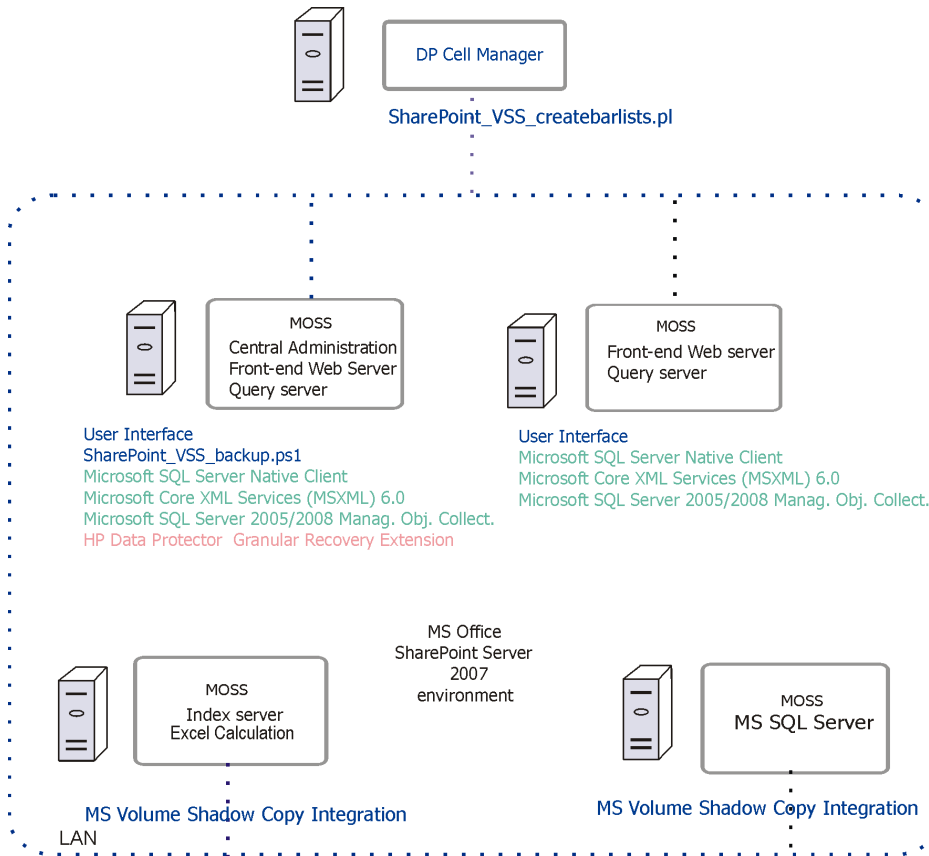 DP Cell Manager
SharePoint_VSS_createbarlists.pl
MOSS
Central Administration
Front-end Web Server
Query server
MOSS
Front-end Web server
Query server
User Interface
SharePoint_VSS_backup.ps1
Microsoft SQL Server Native Client
Microsoft Core XML Services (MSXML) 6.0
Microsoft SQL Server 2005/2008 Manag. Obj. Collect.
HP Data Protector Granular Recovery Extension
User Interface
Microsoft SQL Server Native Client
Microsoft Core XML Services (MSXML) 6.0
Microsoft SQL Server 2005/2008 Manag. Obj. Collect.
MS Office
SharePoint Server
2007
environment
MOSS
Index server
Excel Calculation
MOSS
MS SQL Server
MS Volume Shadow Copy Integration
MS Volume Shadow Copy Integration
LAN